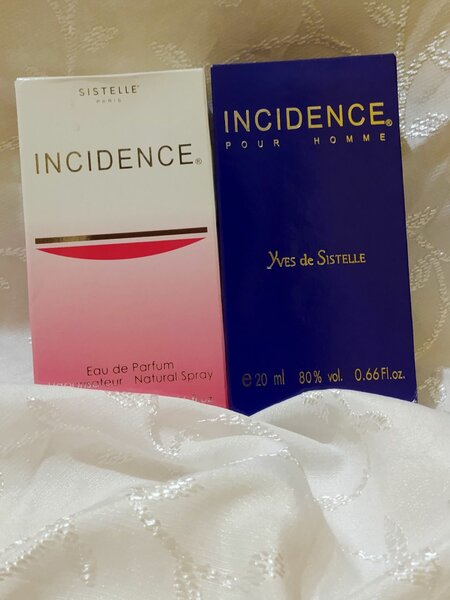 SISTELLE
PARIS
INCIDENCE®
Eau de Parfum
Vaporisateur Natural Spray
INCIDENCE®
POUR HOMME
Yves de SISTELLE
e 20 ml 80% vol. 0.66 Fl.oz.